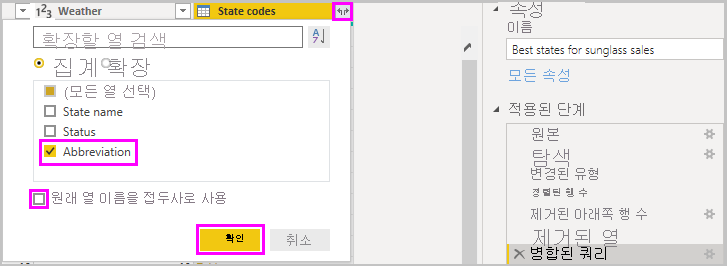 1²3 Weather
State codes
확장할 열 검색
집계 확장
(모든 열 선택)
State name
Status
Abbreviation
원래 열 이름을 접두사로 사용
확인
취소
속성
이름
Best states for sunglass sales
모든 속성
적용된 단계
원본
탐색
변경된 유형
정렬된 행 수
제거된 아래쪽 행 수
제거된 열
병합된 쿼리